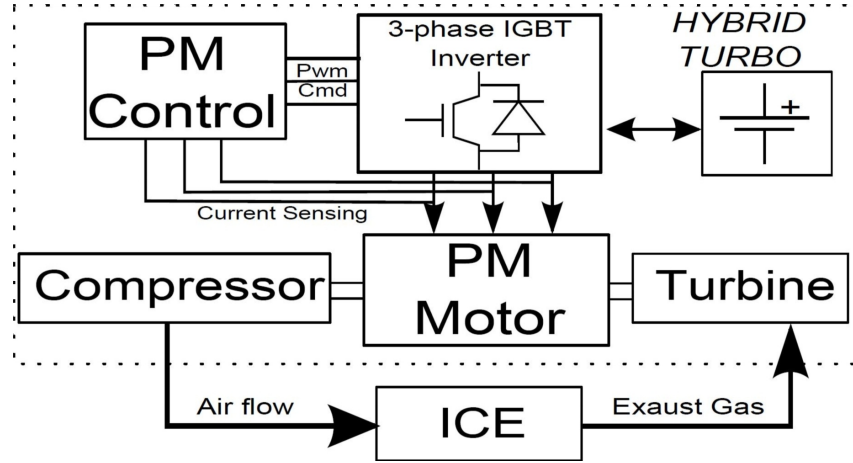 PM
Control
Pwm
Cmd
3-phase IGBT
Inverter
HYBRID
TURBO
+
Current Sensing
Compressor
PM
Motor
Turbine
Air flow
ICE
Exaust Gas